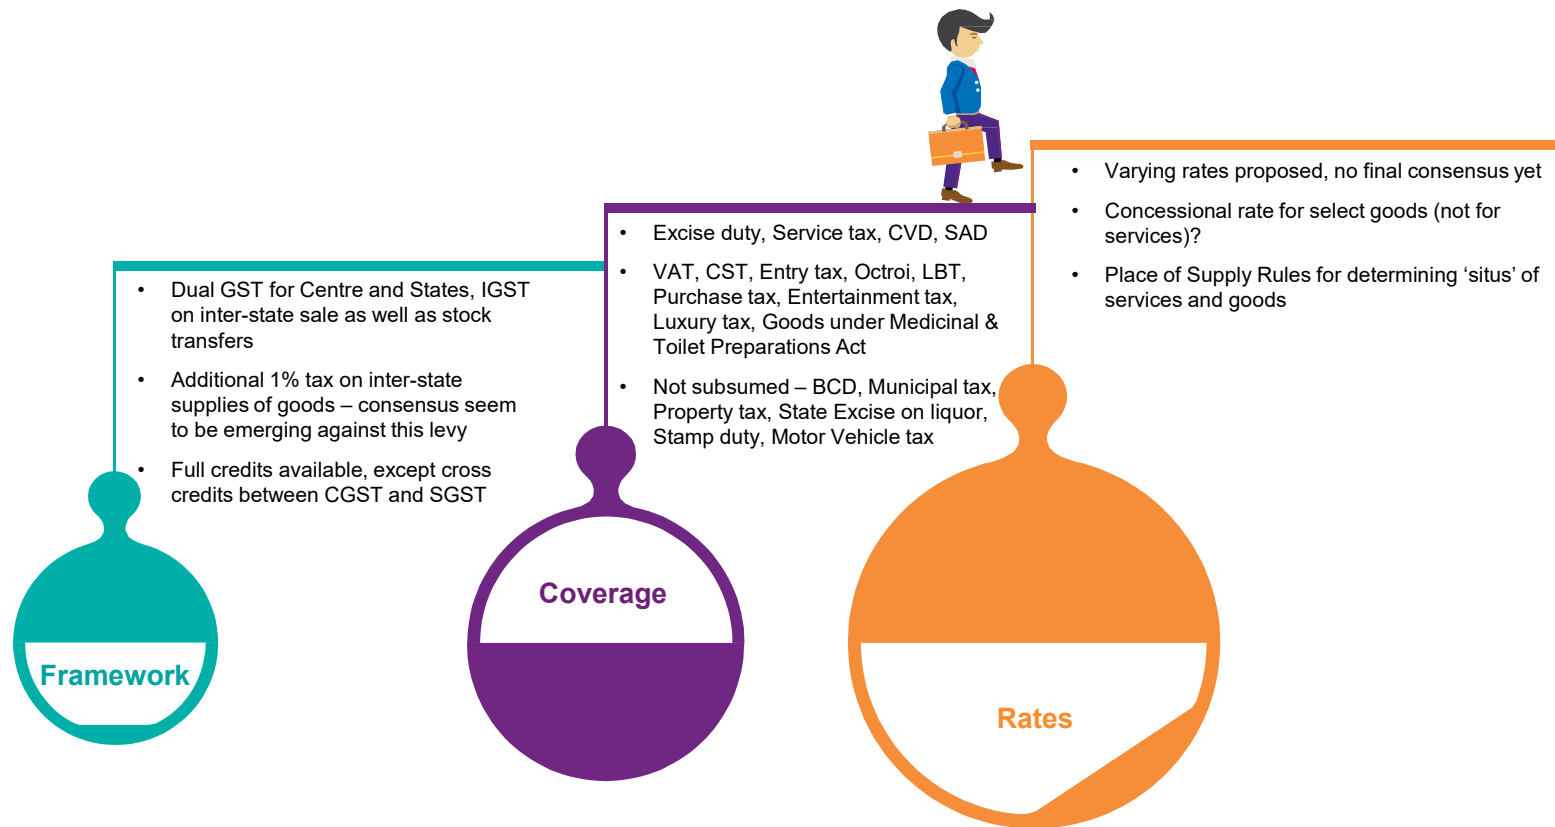 • Dual GST for Centre and States, IGST
on inter-state sale as well as stock
transfers
• Additional 1% tax on inter-state
supplies of goods – consensus seem
to be emerging against this levy
• Full credits available, except cross
credits between CGST and SGST
Framework
• Excise duty, Service tax, CVD, SAD
• VAT, CST, Entry tax, Octroi, LBT,
Purchase tax, Entertainment tax,
Luxury tax, Goods under Medicinal &
Toilet Preparations Act
• Not subsumed – BCD, Municipal tax,
Property tax, State Excise on liquor,
Stamp duty, Motor Vehicle tax
Coverage
• Varying rates proposed, no final consensus yet
• Concessional rate for select goods (not for
services)?
• Place of Supply Rules for determining ‘situs’ of
services and goods
Rates